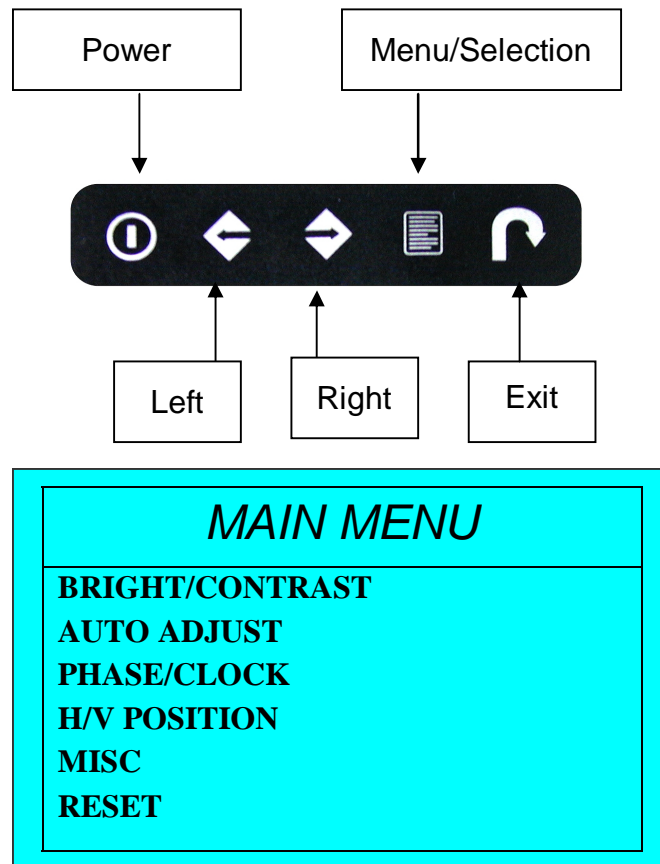 Power Menu/Selection
Left Right Exit
MAIN MENU
BRIGHT/CONTRAST
AUTO ADJUST
PHASE/CLOCK
H/V POSITION
MISC
RESET